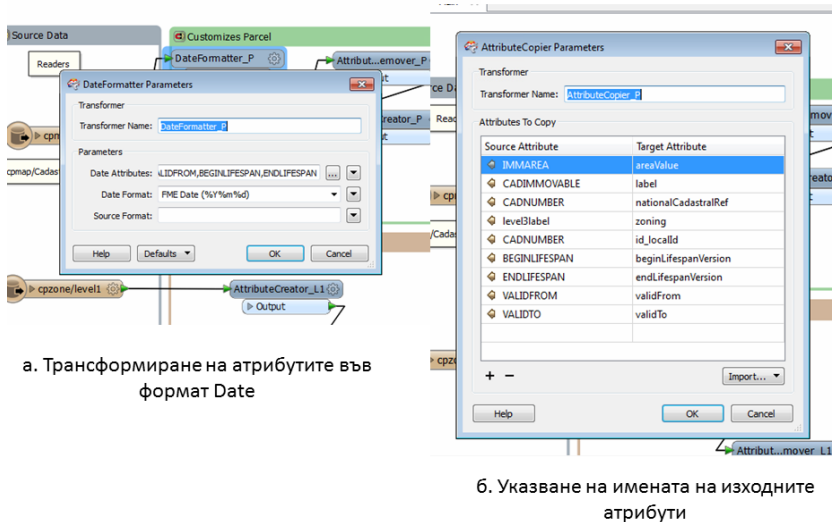 Source Data
Customizes Parcel
Readers
DateFormatter_P
Attribut...emover_P
DateFormatter Parameters
Transformer
Transformer Name: DateFormatter_P
Parameters
Date Attributes: ALIDFROM,BEGINLIFESPAN,ENDLIFESPAN ...
Date Format: FME Date (%Y%m%d)
Source Format:
Help Defaults OK Cancel
cpzone/level1
AttributeCreator_L1
Output
а. Трансформиране на атрибутите във
формат Date
AttributeCopier Parameters
Transformer
Transformer Name: AttributeCopier_P
Attributes To Copy
Source Attribute Target Attribute
IMMAREA areaValue
CADIMMOVABLE label
CADNUMBER nationalCadastralRef
level3label zoning
CADNUMBER id_localId
BEGINLIFESPAN beginLifespanVersion
ENDLIFESPAN endLifespanVersion
VALIDFROM validFrom
VALIDTO validTo
+ − Import...
Help OK Cancel
Attribut...mover_L1
б. Указване на имената на изходните
атрибути